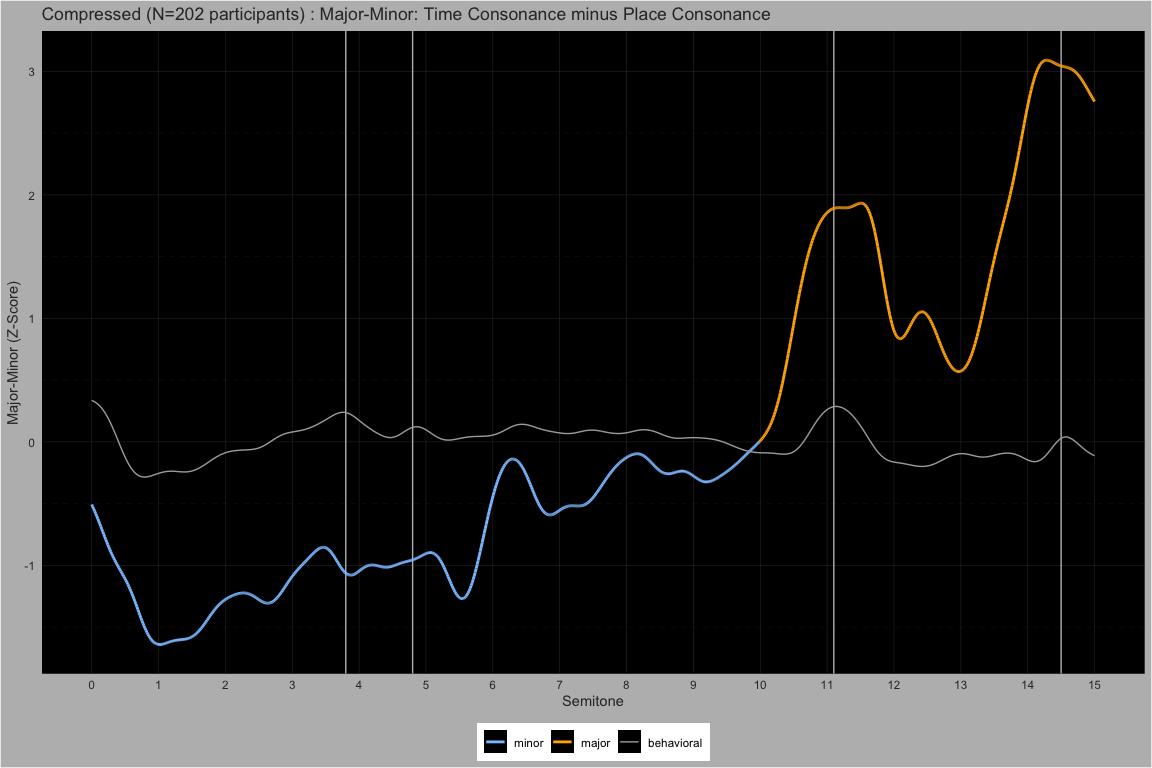 Compressed (N=202 participants) : Major-Minor: Time Consonance minus Place Consonance
Major-Minor (Z-Score)
3
2
1
0
-1
0 1 2 3 4 5 6 7 8 9 10 11 12 13 14 15
Semitone
minor major behavioral